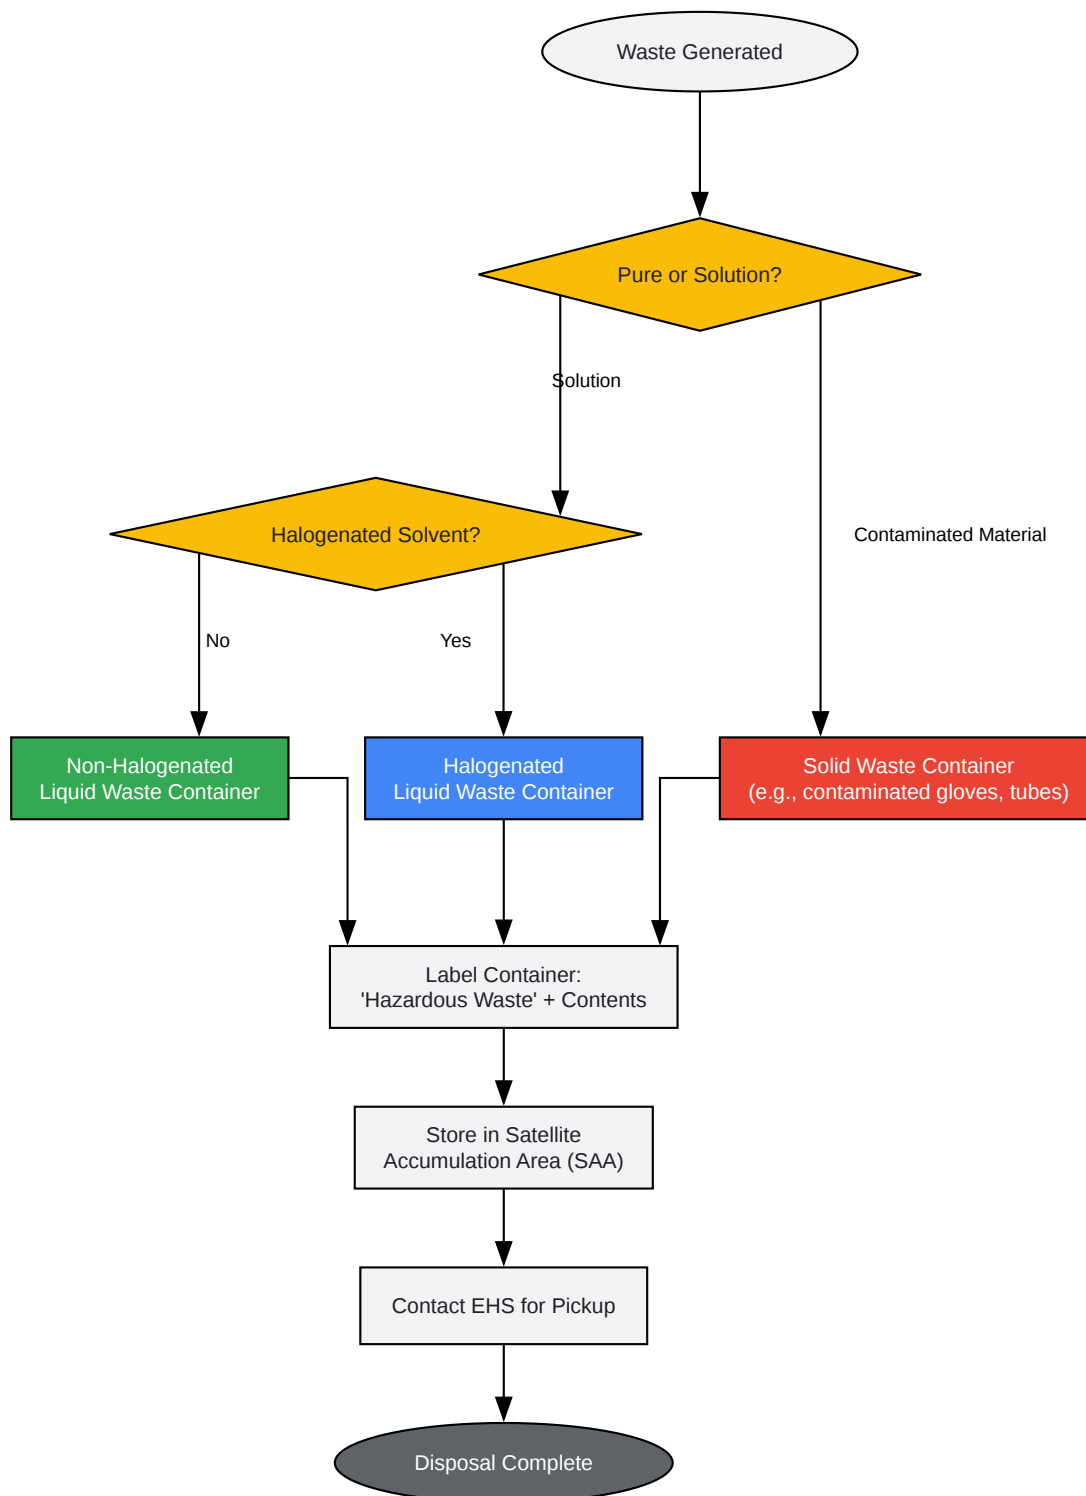 Waste Generated
Pure or Solution?
Solution
Halogenated Solvent?
Contaminated Material
No
Yes
Non-Halogenated
Liquid Waste Container
Halogenated
Liquid Waste Container
Solid Waste Container
(e.g., contaminated gloves, tubes)
Label Container:
'Hazardous Waste' + Contents
Store in Satellite
Accumulation Area (SAA)
Contact EHS for Pickup
Disposal Complete